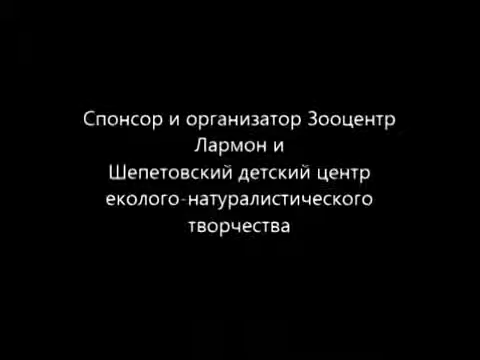 Спонсор и организатор Зооцентр
Лармон и
Шепетовский детский центр
еколого-натуралистического
творчества